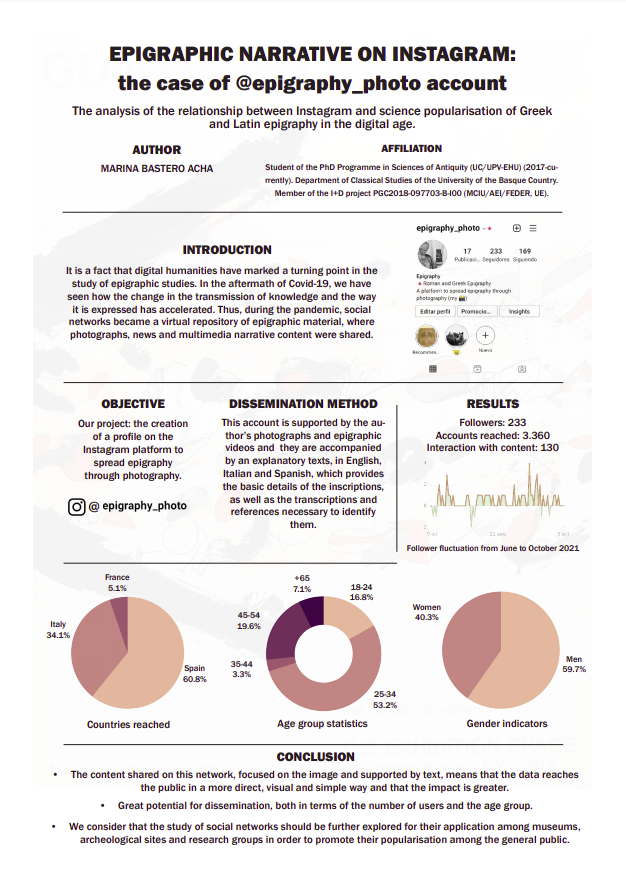 EPIGRAPHIC NARRATIVE ON INSTAGRAM:
the case of @epigraphy_photo account
The analysis of the relationship between Instagram and science popularisation of Greek
and Latin epigraphy in the digital age.
AUTHOR
MARINA BASTERO ACHA
AFFILIATION
Student of the PhD Programme in Sciences of Antiquity (UC/UPV-EHU) (2017-cu-
rrently). Department of Classical Studies of the University of the Basque Country.
Member of the I+D project PGC2018-097703-B-I00 (MCIU/AEI/FEDER, UE).
INTRODUCTION
It is a fact that digital humanities have marked a turning point in the
study of epigraphic studies. In the aftermath of Covid-19, we have
seen how the change in the transmission of knowledge and the way
it is expressed has accelerated. Thus, during the pandemic, social
networks became a virtual repository of epigraphic material, where
photographs, news and multimedia narrative content were shared.
epigraphy_photo
17 233 169
Publicaci... Seguidores Siguiendo
Epigraphy
Roman and Greek Epigraphy
A platform to spread epigraphy through
photography (my 📷)
Editar perfil Promocio... Insights
Recommen... 😉 Nuevo
OBJECTIVE
Our project: the creation
of a profile on the
Instagram platform to
spread epigraphy
through photography.
@ epigraphy_photo
DISSEMINATION METHOD
This account is supported by the au-
thor's photographs and epigraphic
videos and they are accompanied
by an explanatory texts, in English,
Italian and Spanish, which provides
the basic details of the inscriptions,
as well as the transcriptions and
references necessary to identify
them.
RESULTS
Followers: 233
Accounts reached: 3.360
Interaction with content: 130
4
2
0
2
9 jul 22 ago 5 oct
Follower fluctuation from June to October 2021
France
5.1%
Italy
34.1%
Spain
60.8%
Countries reached
+65
7.1%
18-24
16.8%
45-54
19.6%
35-44
3.3%
25-34
53.2%
Age group statistics
Women
40.3%
Men
59.7%
Gender indicators
CONCLUSION
• The content shared on this network, focused on the image and supported by text, means that the data reaches
the public in a more direct, visual and simple way and that the impact is greater.
• Great potential for dissemination, both in terms of the number of users and the age group.
• We consider that the study of social networks should be further explored for their application among museums,
archeological sites and research groups in order to promote their popularisation among the general public.